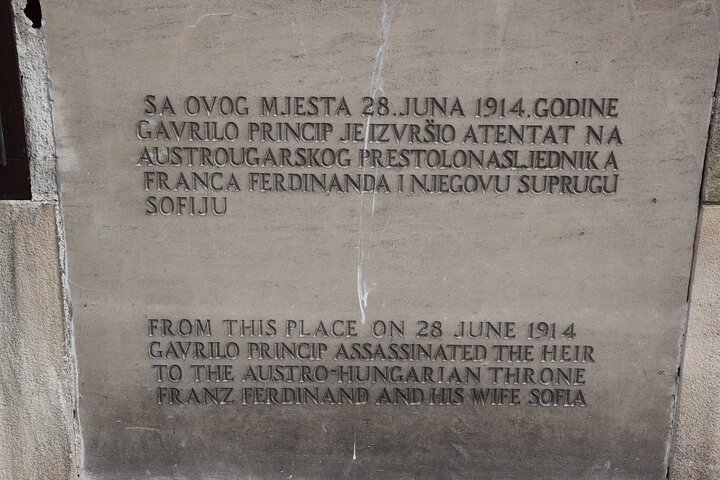 SA OVOG MJESTA 28.JUNA 1914.GODINE
GAVRILO PRINCIP JE IZVRŠIO ATENTAT NA
AUSTROUGARSKOG PRESTOLONASLJEDNIKA
FRANCA FERDINANDA I NJEGOVU SUPRUGU
SOFIJU
FROM THIS PLACE ON 28 JUNE 1914
GAVRILO PRINCIP ASSASSINATED THE HEIR
TO THE AUSTRO-HUNGARIAN THRONE
FRANZ FERDINAND AND HIS WIFE SOFIA